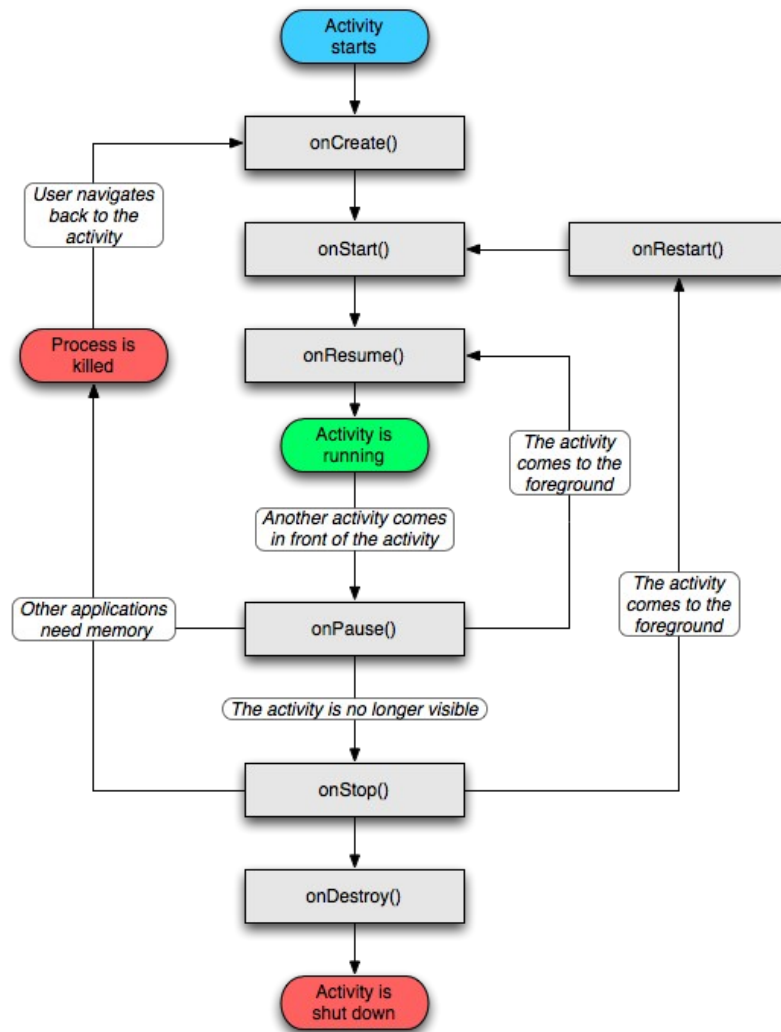 Activity
starts
onCreate()
User navigates
back to the
activity
onStart()
onRestart()
Process is
killed
onResume()
Activity is
running
The activity
comes to the
foreground
Another activity comes
in front of the activity
Other applications
need memory
onPause()
The activity
comes to the
foreground
The activity is no longer visible
onStop()
onDestroy()
Activity is
shut down